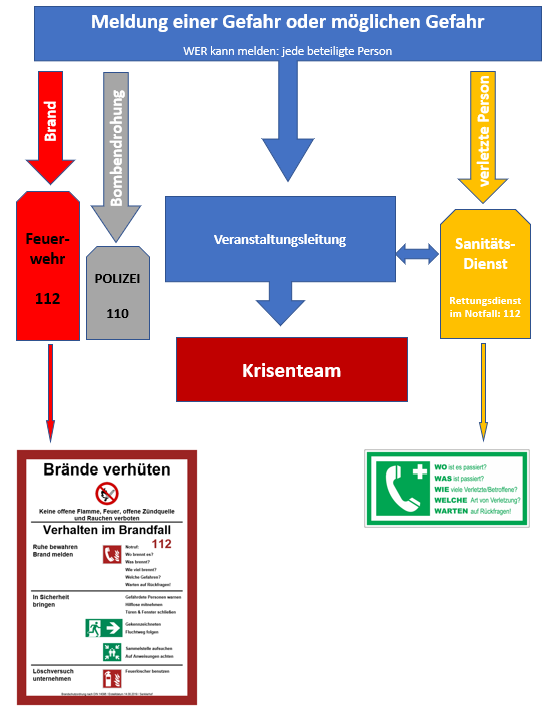 Meldung einer Gefahr oder möglichen Gefahr
WER kann melden: jede beteiligte Person
Brand
Bombendrohung
verletzte Person
Feuer-
wehr
112
POLIZEI
110
Veranstaltungsleitung
Sanitäts-
Dienst
Rettungsdienst
im Notfall: 112
Krisenteam
Brände verhüten
Keine offene Flamme, Feuer, offene Zündquelle
und Rauchen verboten
Verhalten im Brandfall
Ruhe bewahren
Brand melden
Notruf: 112
Wo brennt es?
Was brennt?
Wie viel brennt?
Welche Gefahren?
Warten auf Rückfragen!
In Sicherheit
bringen
Gefährdete Personen warnen
Hilflose mitnehmen
Türen & Fenster schließen
Gekennzeichneten
Fluchtweg folgen
Sammelstelle aufsuchen
Auf Anweisungen achten
Löschversuch
unternehmen
Feuerlöscher benutzen
WO ist es passiert?
WAS ist passiert?
WIE viele Verletzte/Betroffene?
WELCHE Art von Verletzung?
WARTEN auf Rückfragen!